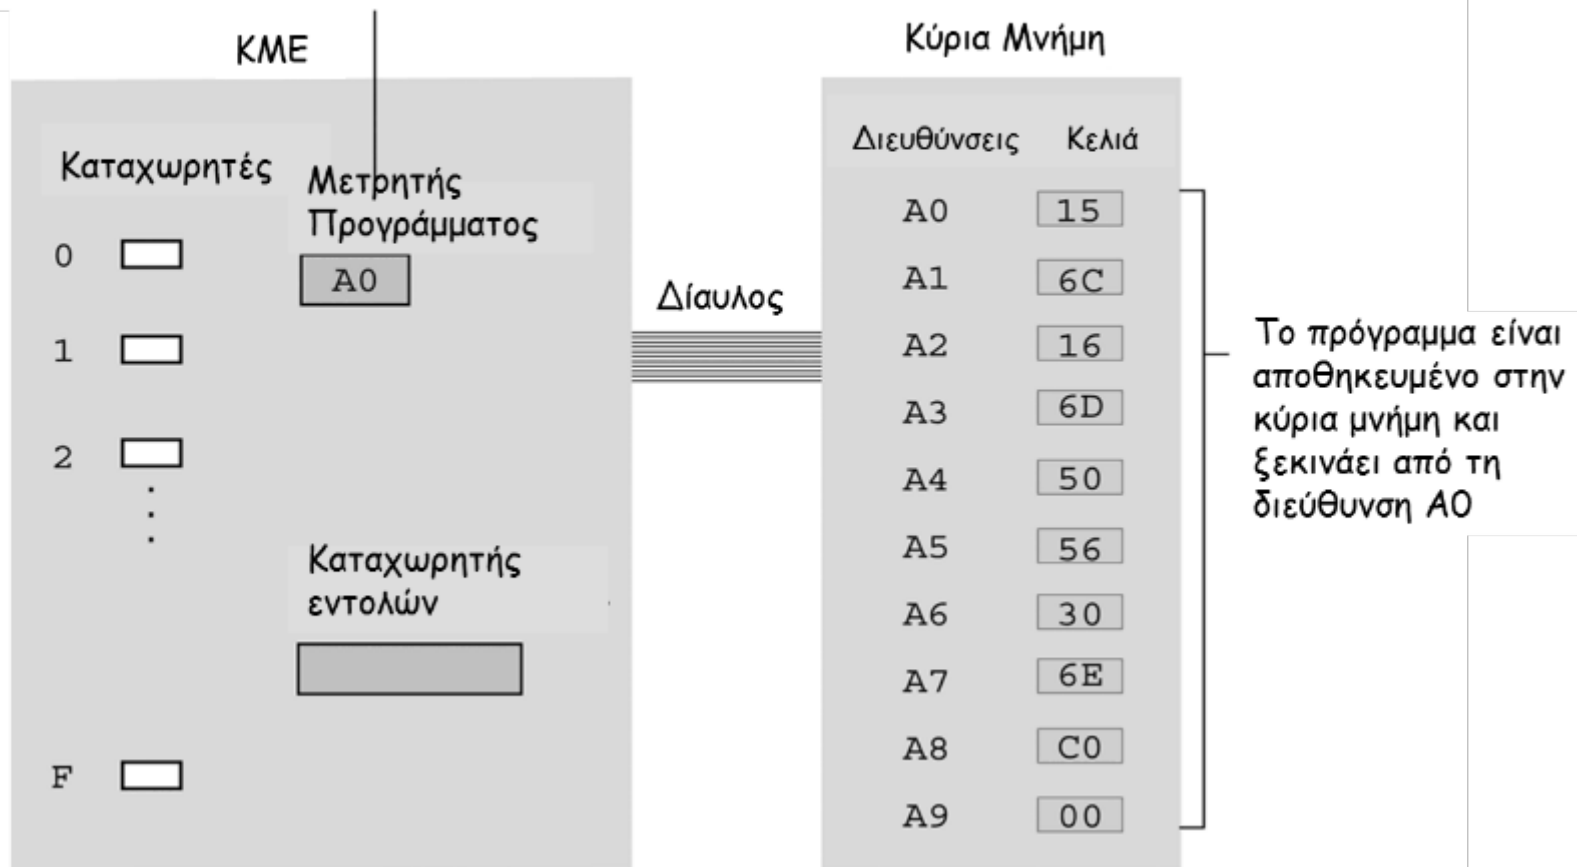 ΚΜΕ
Κύρια Μνήμη
Καταχωρητές
Μετρητής
Προγράμματος
Διευθύνσεις Κελιά
0
A0
1
2
F
Καταχωρητής
εντολών
Δίαυλος
A0 15
A1 6C
A2 16
A3 6D
A4 50
A5 56
A6 30
A7 6E
A8 C0
A9 00
Το πρόγραμμα είναι
αποθηκευμένο στην
κύρια μνήμη και
ξεκινάει από τη
διεύθυνση A0